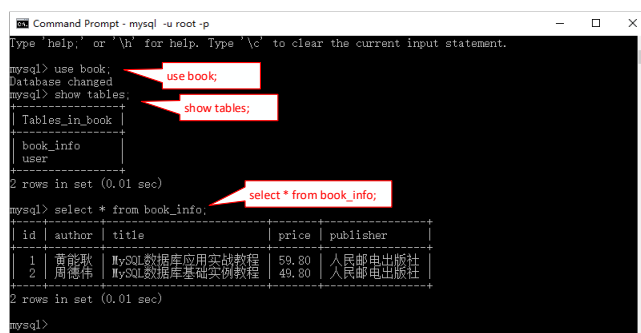 Command Prompt - mysql -u root -p
Type 'help;' or '\h' for help. Type '\c' to clear the current input statement.
mysql> use book;
use book;
Database changed
mysql> show tables;
show tables;
+----------------+
| Tables_in_book |
+----------------+
| book_info |
| user |
+----------------+
2 rows in set (0.01 sec)
select * from book_info;
mysql> select * from book_info;
+----+--------+-------------------------+-------+----------------+
| id | author | title | price | publisher |
+----+--------+-------------------------+-------+----------------+
| 1 | 黄能耿 | MySQL数据库应用实战教程 | 59.80 | 人民邮电出版社 |
| 2 | 周德伟 | MySQL数据库基础实例教程 | 49.80 | 人民邮电出版社 |
+----+--------+-------------------------+-------+----------------+
2 rows in set (0.01 sec)
mysql>